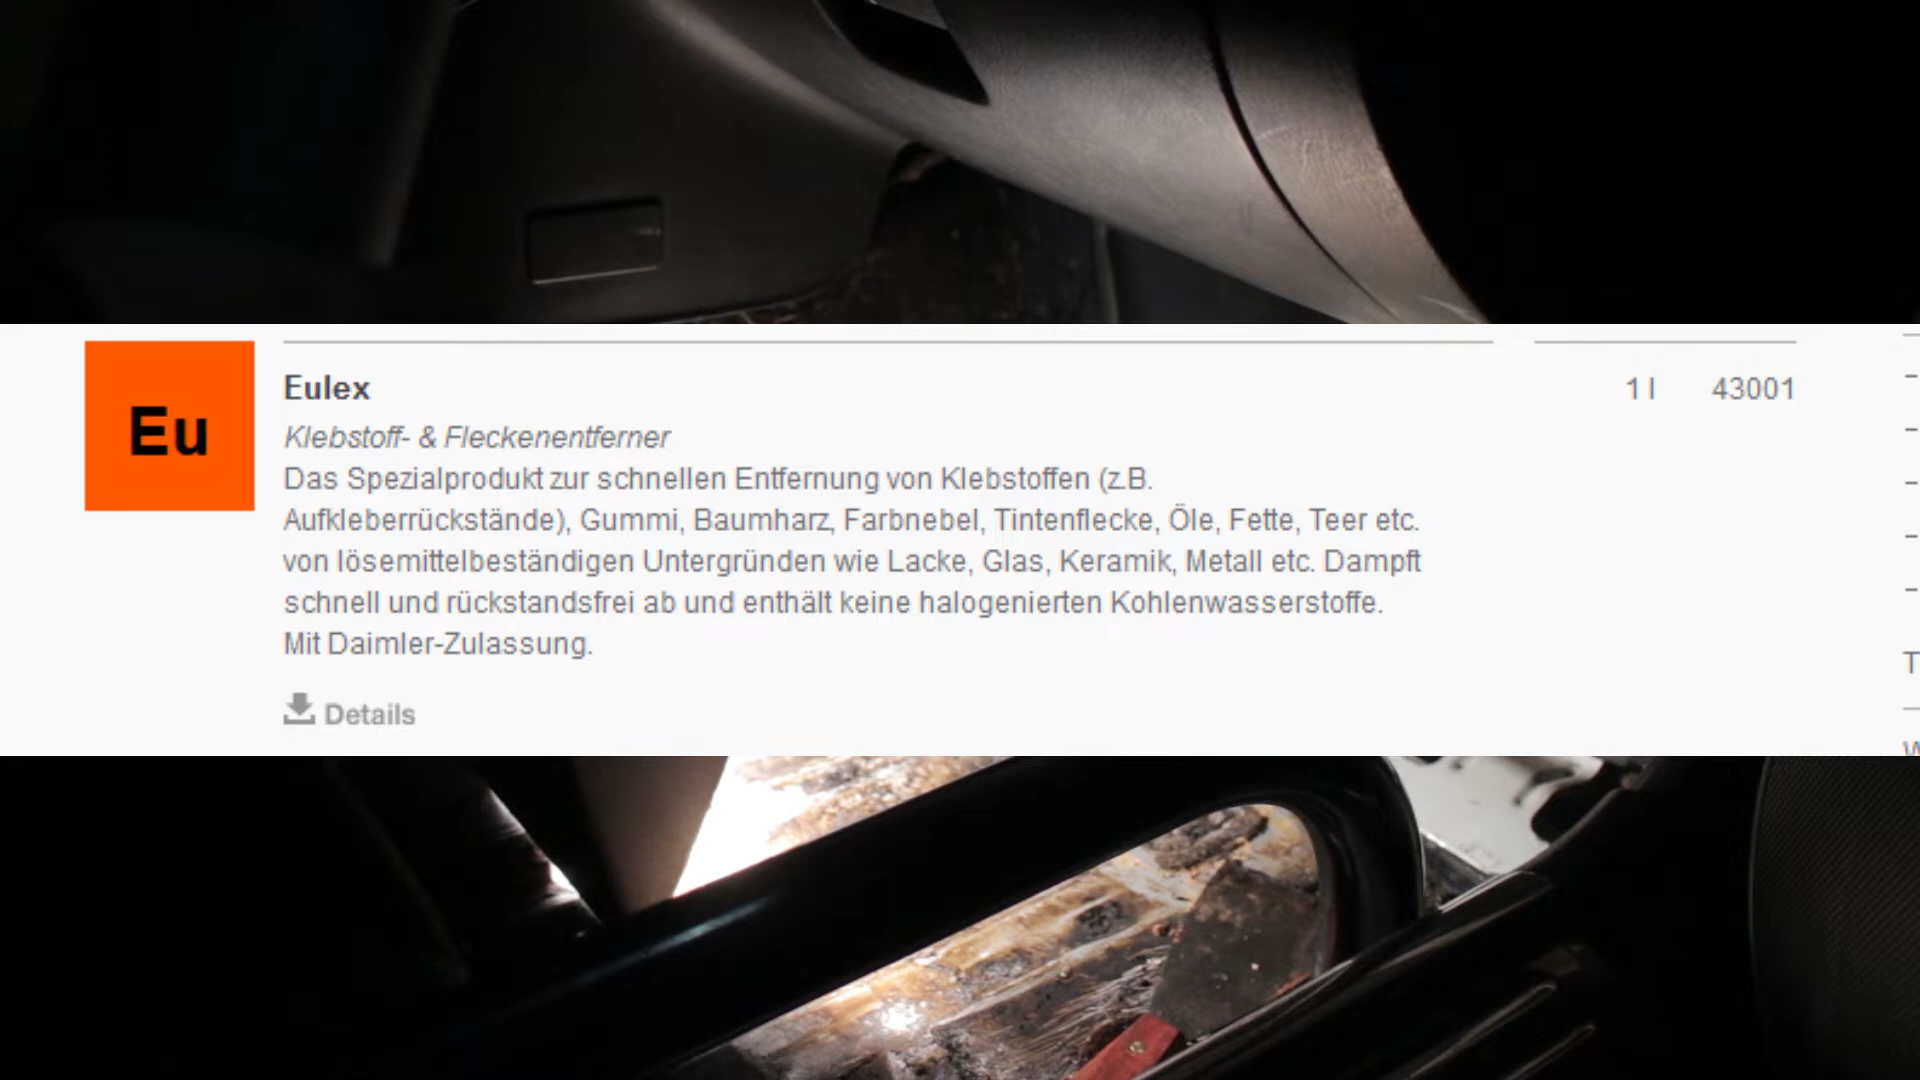 Eu
Eulex
1 l 43001
Klebstoff- & Fleckenentferner
Das Spezialprodukt zur schnellen Entfernung von Klebstoffen (z.B.
Aufkleberrückstände), Gummi, Baumharz, Farbnebel, Tintenflecke, Öle, Fette, Teer etc.
von lösemittelbeständigen Untergründen wie Lacke, Glas, Keramik, Metall etc. Dampft
schnell und rückstandsfrei ab und enthält keine halogenierten Kohlenwasserstoffe.
Mit Daimler-Zulassung.
Details